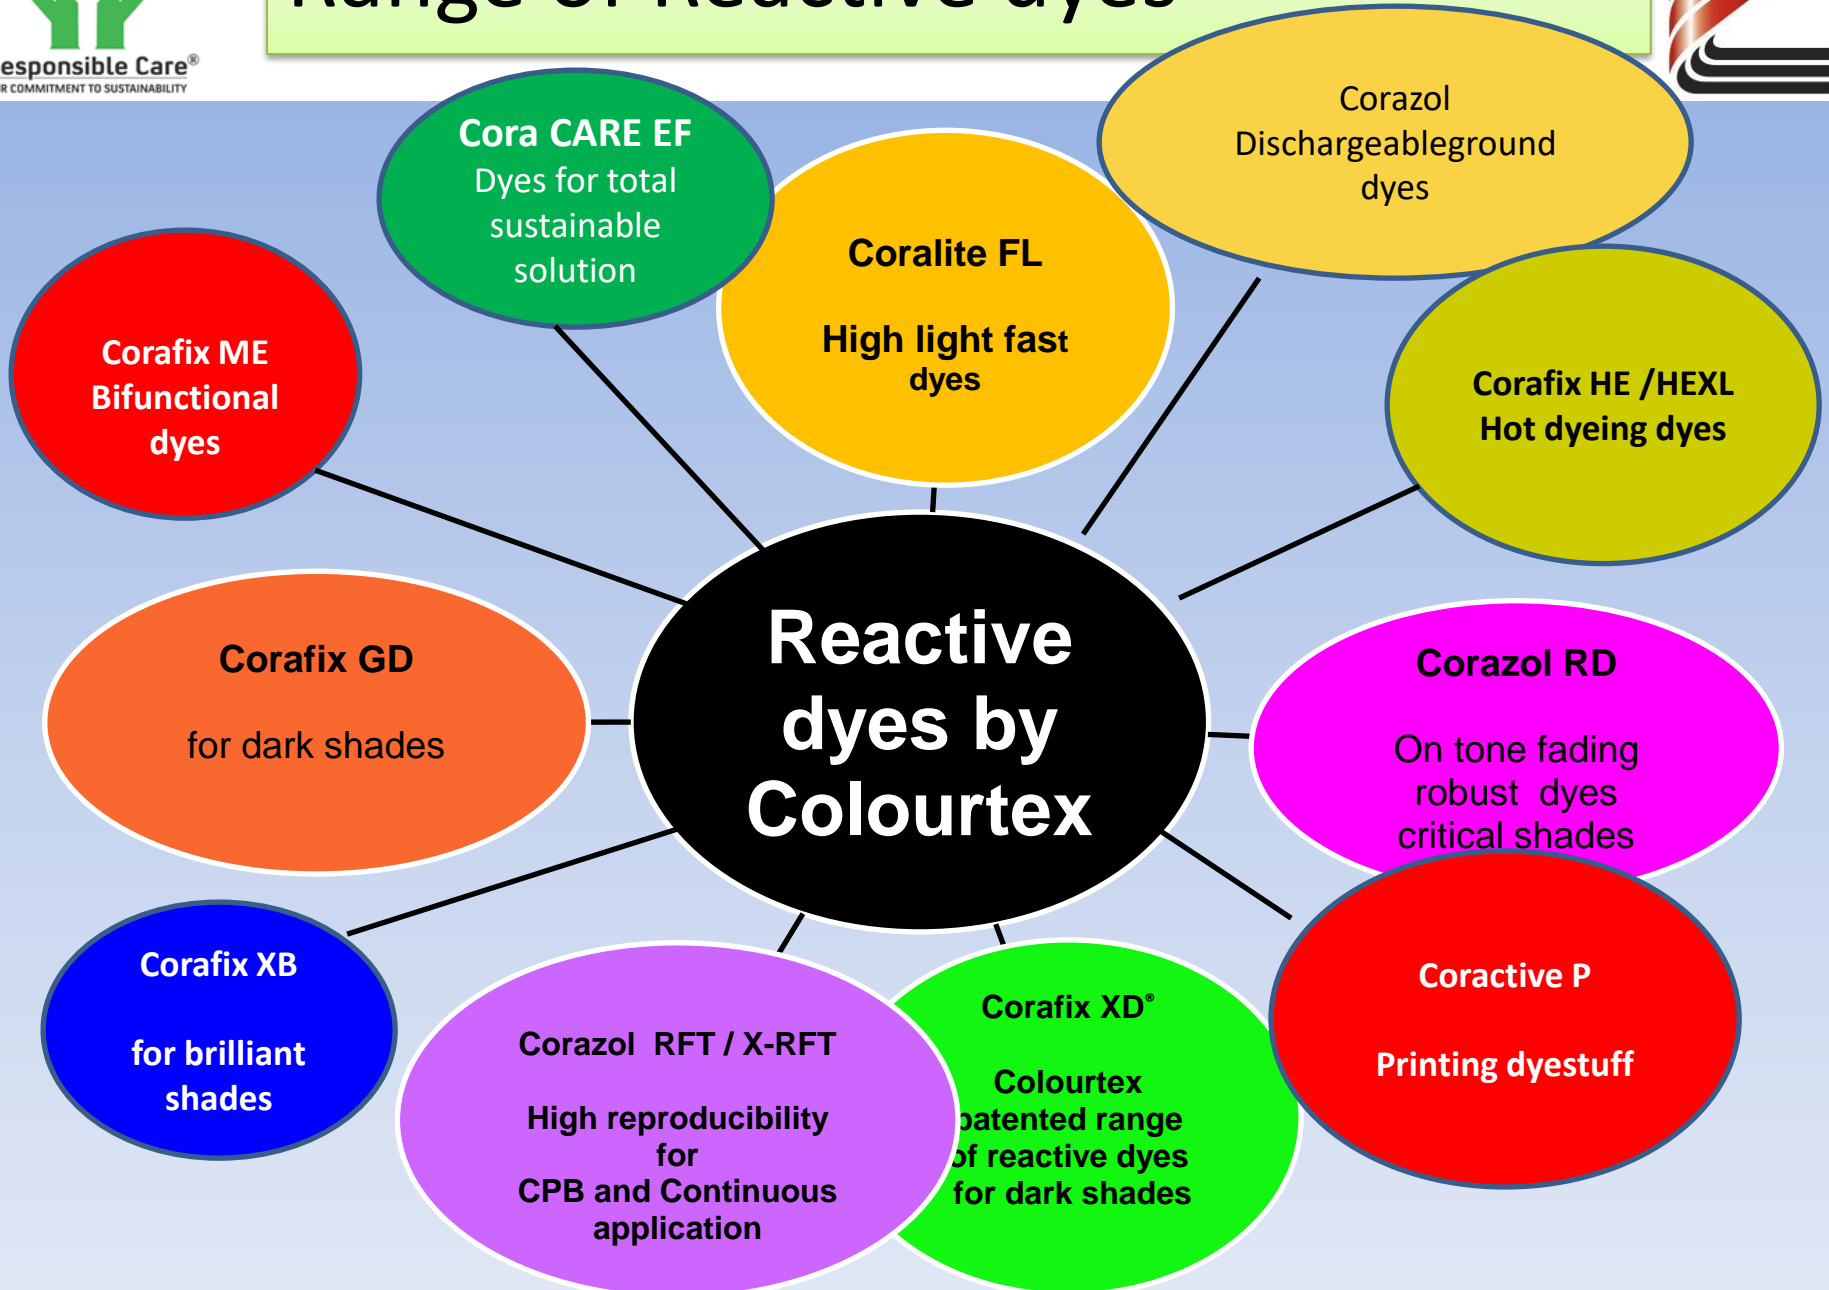 Range of Reactive dyes
esponsible Care®
R COMMITMENT TO SUSTAINABILITY
Cora CARE EF
Dyes for total
sustainable
solution
Coralite FL
High light fast
dyes
Corazol
Dischargeableground
dyes
Corafix ME
Bifunctional
dyes
Corafix HE /HEXL
Hot dyeing dyes
Corafix GD
for dark shades
Reactive
dyes by
Colourtex
Corazol RD
On tone fading
robust dyes
critical shades
Corafix XB
for brilliant
shades
Corazol RFT / X-RFT
High reproducibility
for
CPB and Continuous
application
Corafix XD®
Colourtex
patented range
of reactive dyes
for dark shades
Coractive P
Printing dyestuff